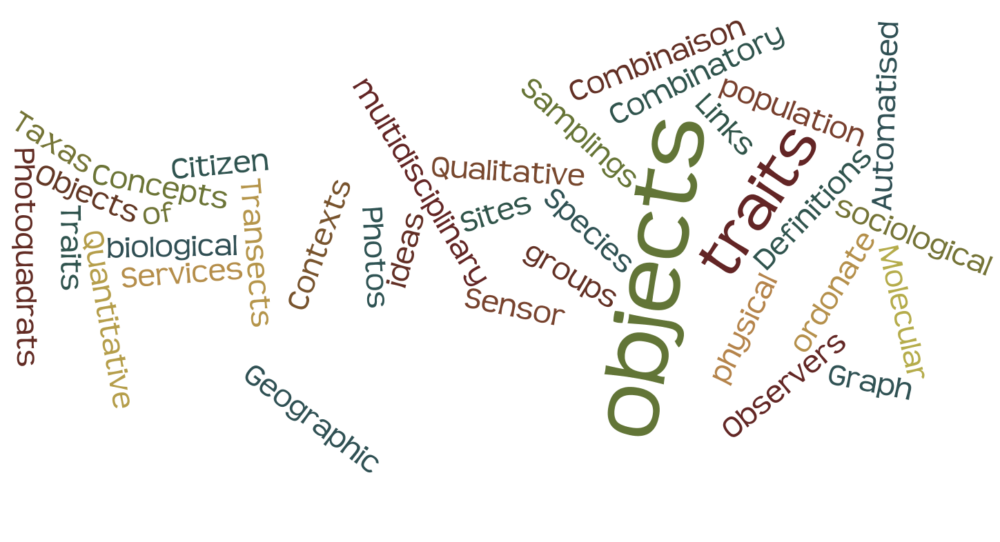 Taxas
Photoquadrats
Objects
concepts
of
Citizen
Traits
biological
Services
Quantitative
Transects
Contexts
Geographic
multidisciplinary
Photos
ideas
Qualitative
Sites
Sensor
Species
groups
Samplings
Combinaison
Combinatory
Links
population
objects
traits
Definitions
Automatised
sociological
physical
Ordonate
Molecular
Observers
Graph